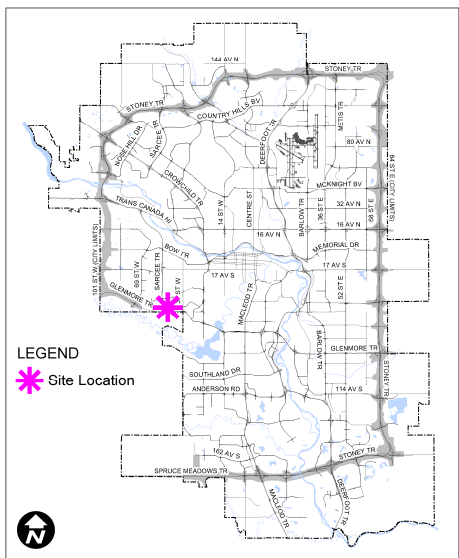 144 AV N
STONEY TR
STONEY TR
COUNTRY HILLS BV
NOSE HILL DR
SARCEE TR
DEERFOOT TR
METIS TR
80 AV N
CROWCHILD TR
MCKNIGHT BV
84 ST E (CITY LIMITS)
TRANS CANADA HI
14 ST W
CENTRE ST
BARLOW TR
36 ST E
32 AV N
68 ST E
16 AV N
16 AV N
101 ST W (CITY LIMITS)
BOW TR
MEMORIAL DR
69 ST W
SARCEE TR
ST W
17 AV S
17 AV S
52 ST E
GLENMORE TR
MACLEOD TR
BARLOW TR
GLENMORE TR
LEGEND
Site Location
SOUTHLAND DR
ANDERSON RD
114 AV S
STONEY TR
162 AV S
STONEY TR
SPRUCE MEADOWS TR
MACLEOD TR
DEERFOOT TR
N